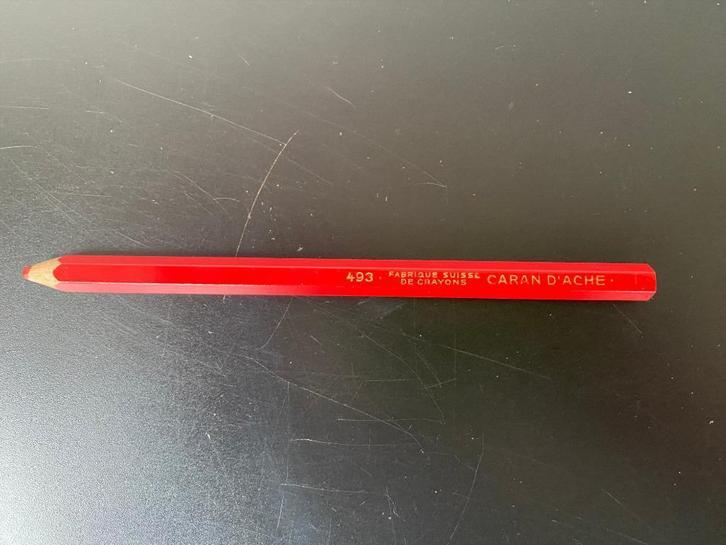 493 · FABRIQUE SUISSE
DE CRAYONS
CARAN D'ACHE ·